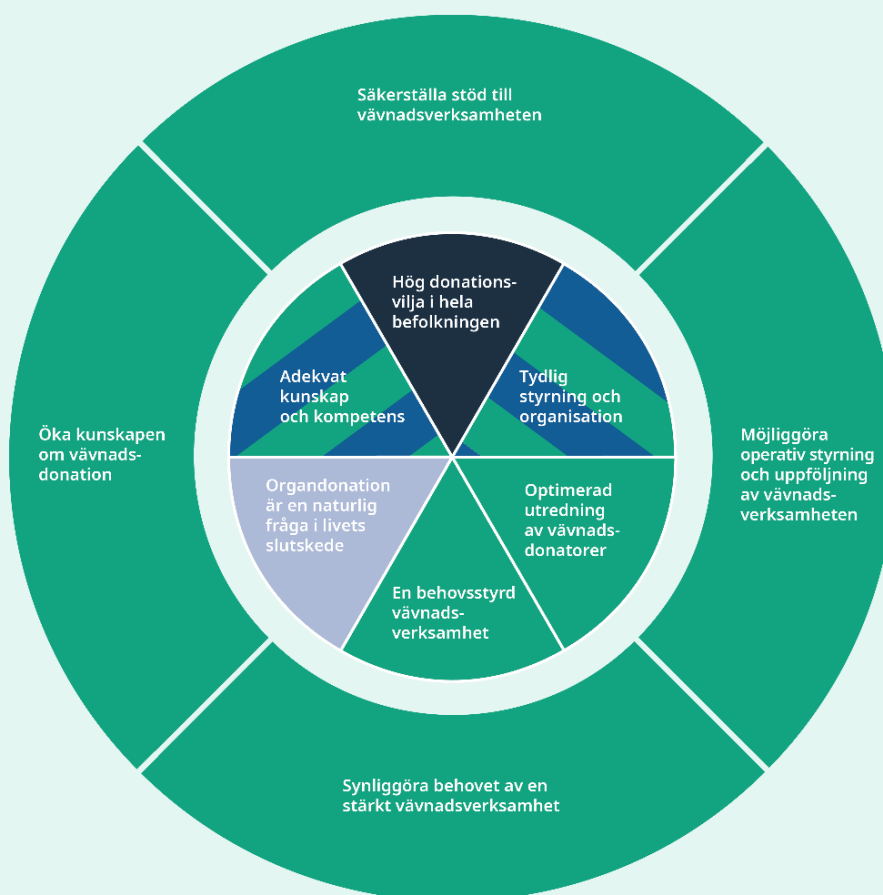 Säkerställa stöd till
vävnadsverksamheten
Hög donations-
vilja i hela
befolkningen
Adekvat
kunskap
och kompetens
Tydlig
styrning och
organisation
Öka kunskapen
om vävnads-
donation
Möjliggöra
operativ styrning
och uppföljning
av vävnads-
verksamheten
Organdonation
är en naturlig
fråga i livets
slutskede
Optimerad
utredning
av vävnads-
donatorer
En behovsstyrd
vävnads-
verksamhet
Synliggöra behovet av en
stärkt vävnadsverksamhet